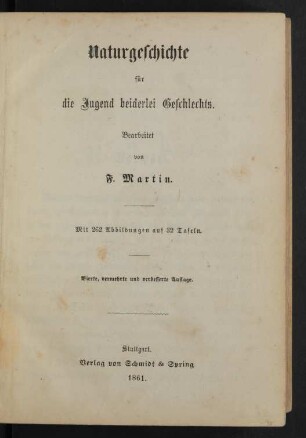 Naturgeschichte
für
die Jugend beiderlei Geschlechts.
Bearbeitet
von
F. Martin.
Mit 262 Abbildungen auf 32 Tafeln.
Vierte, vermehrte und verbesserte Auflage.
Stuttgart.
Verlag von Schmidt & Spring
1861.